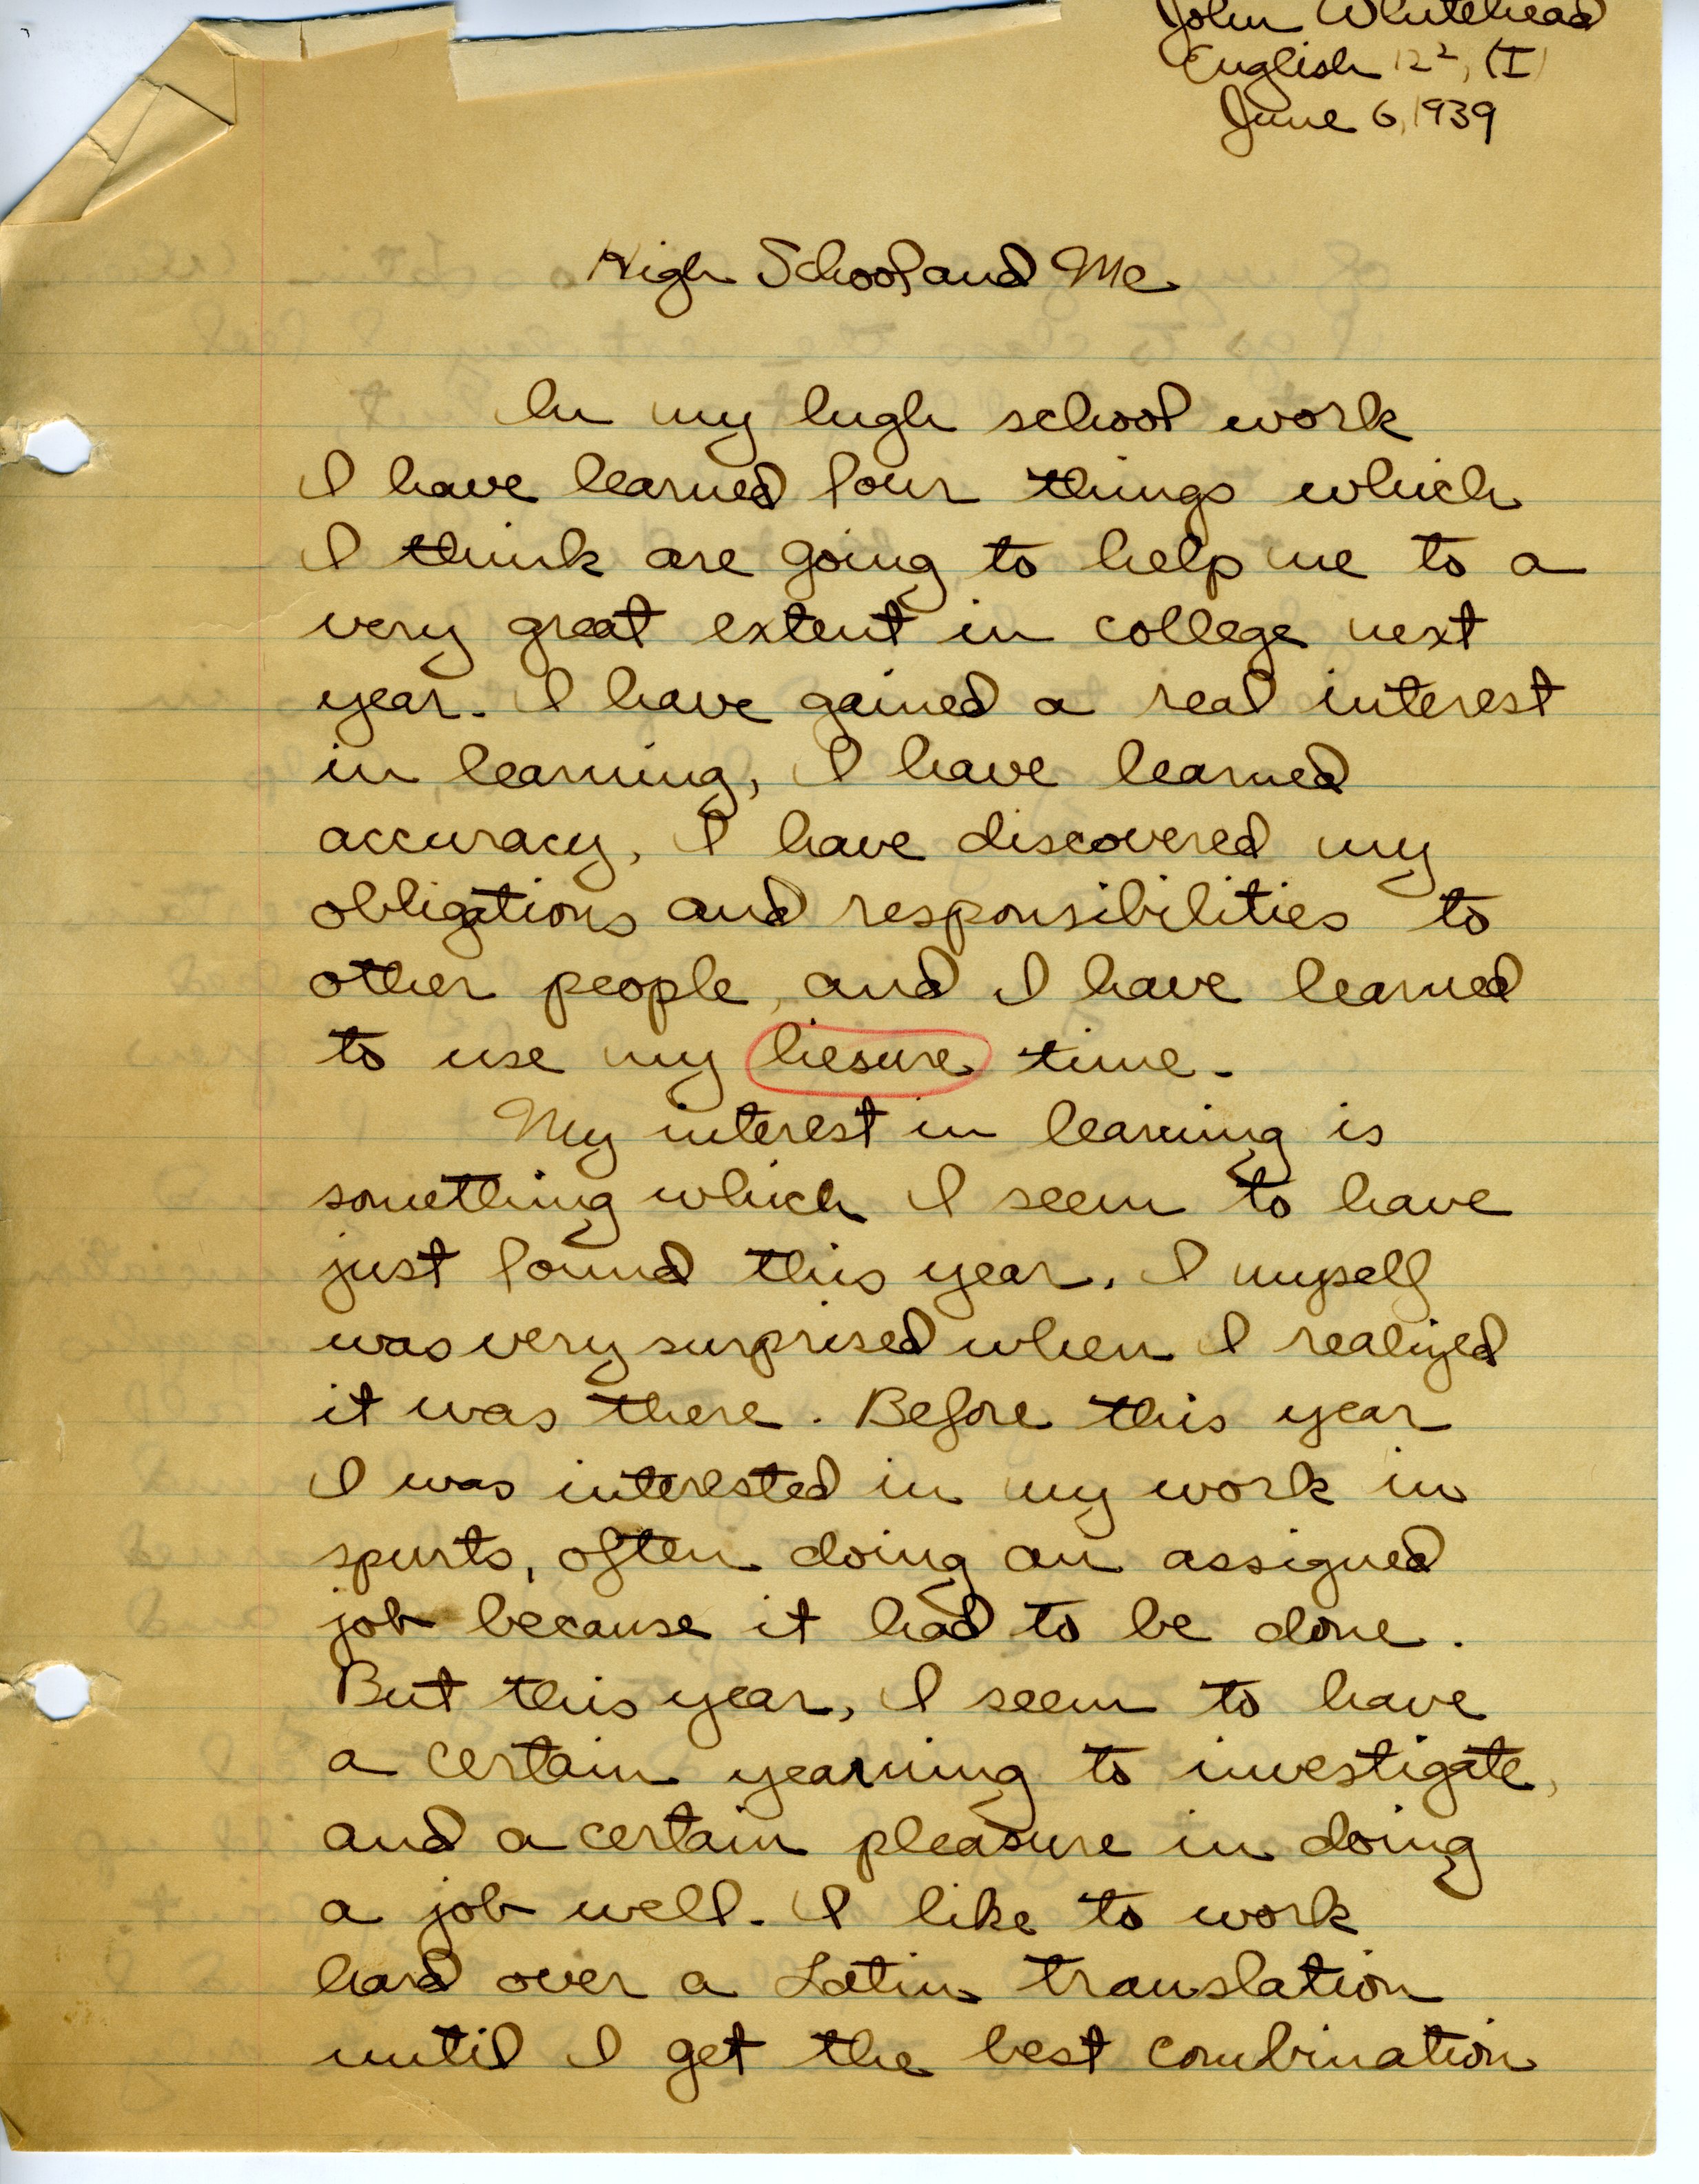 John Whitehead
English 12², (I)
June 6, 1939
High School and Me
In my high school work
I have learned four things which
I think are going to help me to a
very great extent in college next
year. I have gained a real interest
in learning, I have learned
accuracy, I have discovered my
obligations and responsibilities to
other people, and I have learned
to use my liesure time.
My interest in learning is
something which I seem to have
just found this year. I myself
was very surprised when I realized
it was there. Before this year
I was interested in my work in
spurts, often doing an assigned
job because it had to be done.
But this year, I seem to have
a certain yearning to investigate,
and a certain pleasure in doing
a job well. I like to work
hard over a Latin translation
until I get the best combination